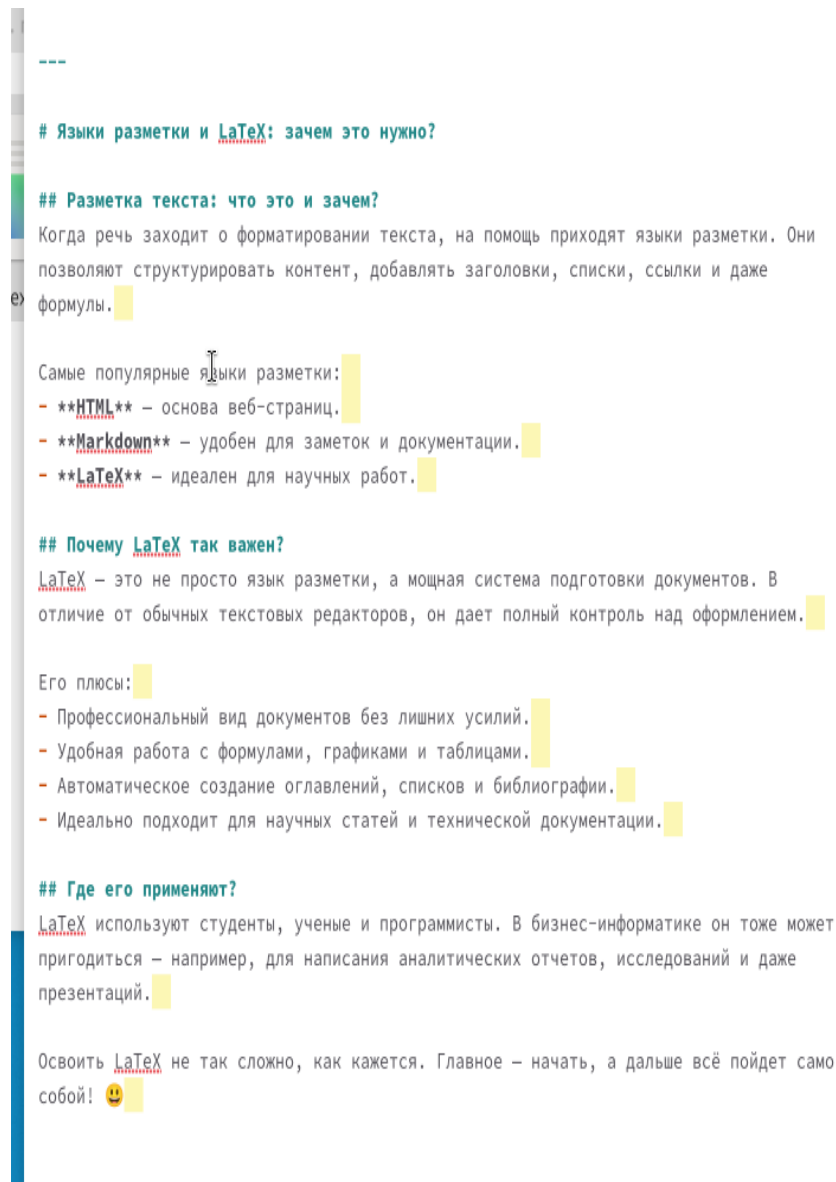 ---
# Языки разметки и LaTeX: зачем это нужно?
## Разметка текста: что это и зачем?
Когда речь заходит о форматировании текста, на помощь приходят языки разметки. Они
позволяют структурировать контент, добавлять заголовки, списки, ссылки и даже
формулы.
Самые популярные языки разметки:
- **HTML** — основа веб-страниц.
- **Markdown** — удобен для заметок и документации.
- **LaTeX** — идеален для научных работ.
## Почему LaTeX так важен?
LaTeX — это не просто язык разметки, а мощная система подготовки документов. В
отличие от обычных текстовых редакторов, он дает полный контроль над оформлением.
Его плюсы:
- Профессиональный вид документов без лишних усилий.
- Удобная работа с формулами, графиками и таблицами.
- Автоматическое создание оглавлений, списков и библиографии.
- Идеально подходит для научных статей и технической документации.
## Где его применяют?
LaTeX используют студенты, ученые и программисты. В бизнес-информатике он тоже может
пригодиться — например, для написания аналитических отчетов, исследований и даже
презентаций.
Освоить LaTeX не так сложно, как кажется. Главное — начать, а дальше всё пойдет само
собой! 😃